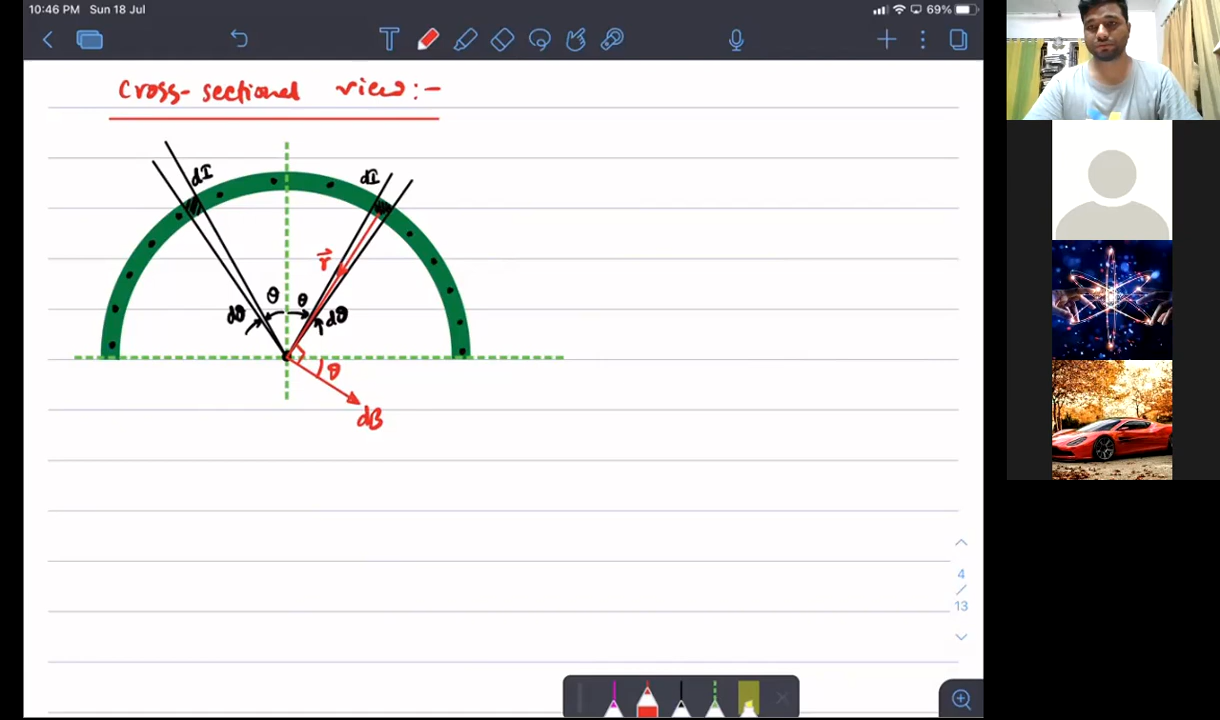 10:46 PM Sun 18 Jul
69%
T
Cross-sectional view:-
dI
dI
r
θ
θ
dθ
dθ
θ
dB
4
/
13